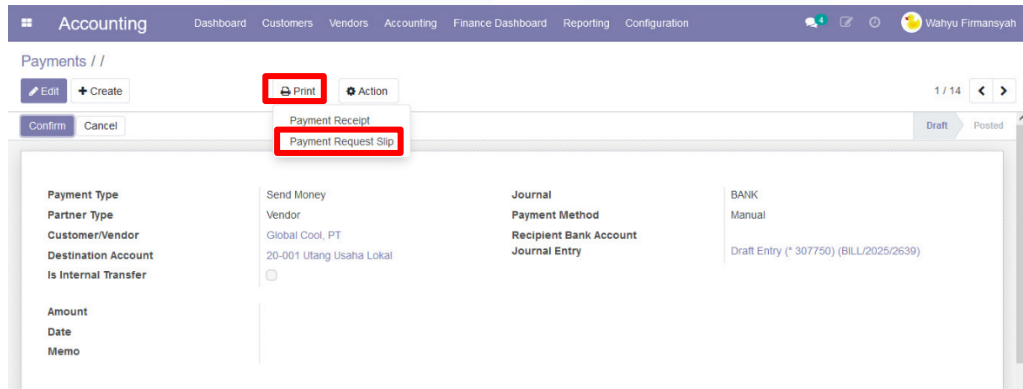 Accounting Dashboard Customers Vendors Accounting Finance Dashboard Reporting Configuration 4 Wahyu Firmansyah
Payments / /
Edit + Create Print Action 1 / 14
Payment Receipt
Payment Request Slip
Confirm Cancel Draft Posted
Payment Type Send Money Journal BANK
Partner Type Vendor Payment Method Manual
Customer/Vendor Global Cool, PT Recipient Bank Account
Destination Account 20-001 Utang Usaha Lokal Journal Entry Draft Entry (* 307750) (BILL/2025/2639)
Is Internal Transfer
Amount
Date
Memo